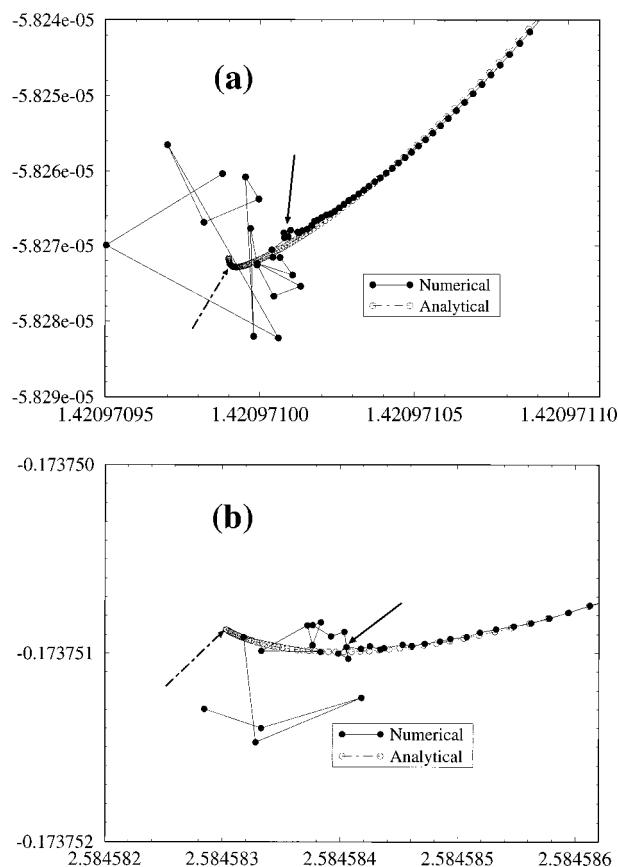 -5.824e-05
(a)
-5.825e-05
-5.826e-05
-5.827e-05
Numerical
Analytical
-5.828e-05
-5.829e-05
1.42097095
1.42097100
1.42097105
1.42097110
-0.173750
(b)
-0.173751
Numerical
Analytical
-0.173752
2.584582
2.584583
2.584584
2.584585
2.584586